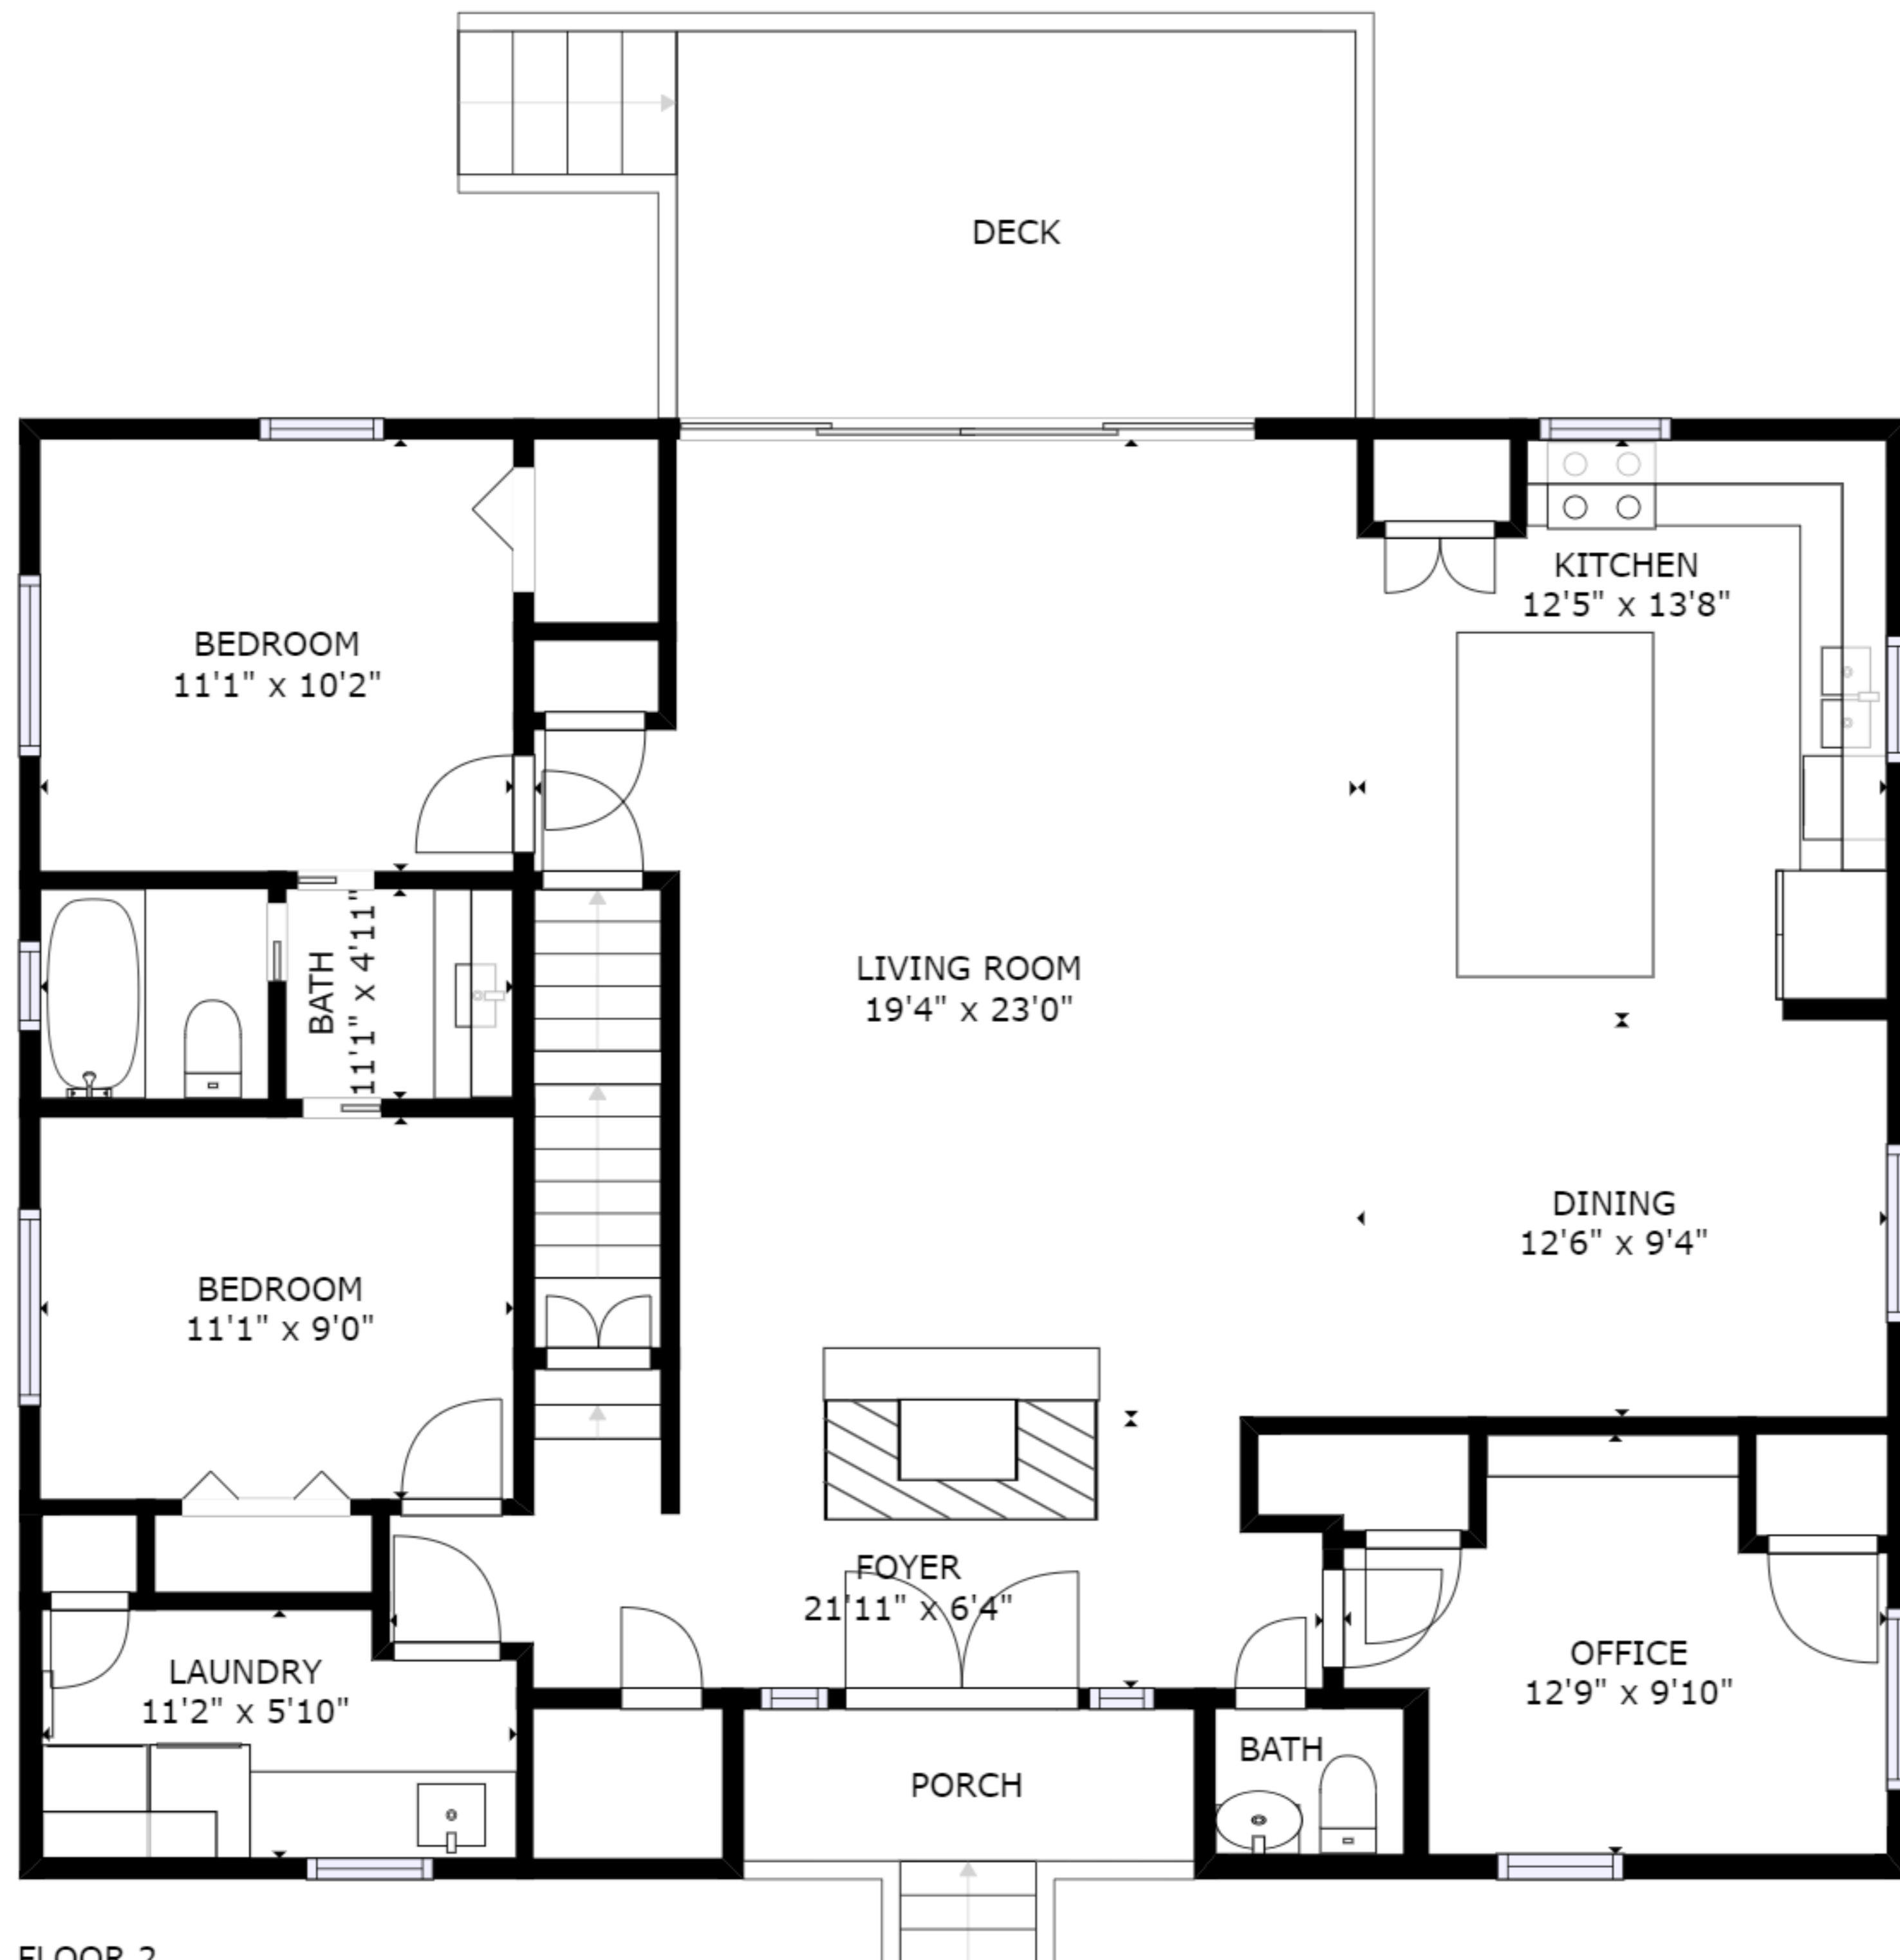 DECK
KITCHEN
12'5" x 13'8"
BEDROOM
11'1" x 10'2"
BATH
11'1" x 4'11"
LIVING ROOM
19'4" x 23'0"
DINING
12'6" x 9'4"
BEDROOM
11'1" x 9'0"
FOYER
21'11" x 6'4"
OFFICE
12'9" x 9'10"
LAUNDRY
11'2" x 5'10"
BATH
PORCH
FLOOR 2